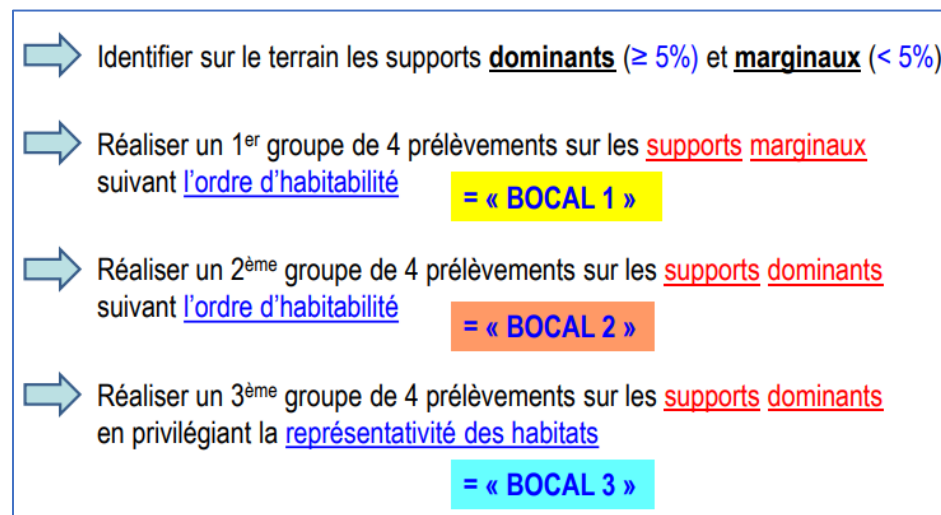 Identifier sur le terrain les supports dominants (≥ 5%) et marginaux (< 5%)
Réaliser un 1er groupe de 4 prélèvements sur les supports marginaux
suivant l’ordre d’habitabilité
= « BOCAL 1 »
Réaliser un 2ème groupe de 4 prélèvements sur les supports dominants
suivant l’ordre d’habitabilité
= « BOCAL 2 »
Réaliser un 3ème groupe de 4 prélèvements sur les supports dominants
en privilégiant la représentativité des habitats
= « BOCAL 3 »